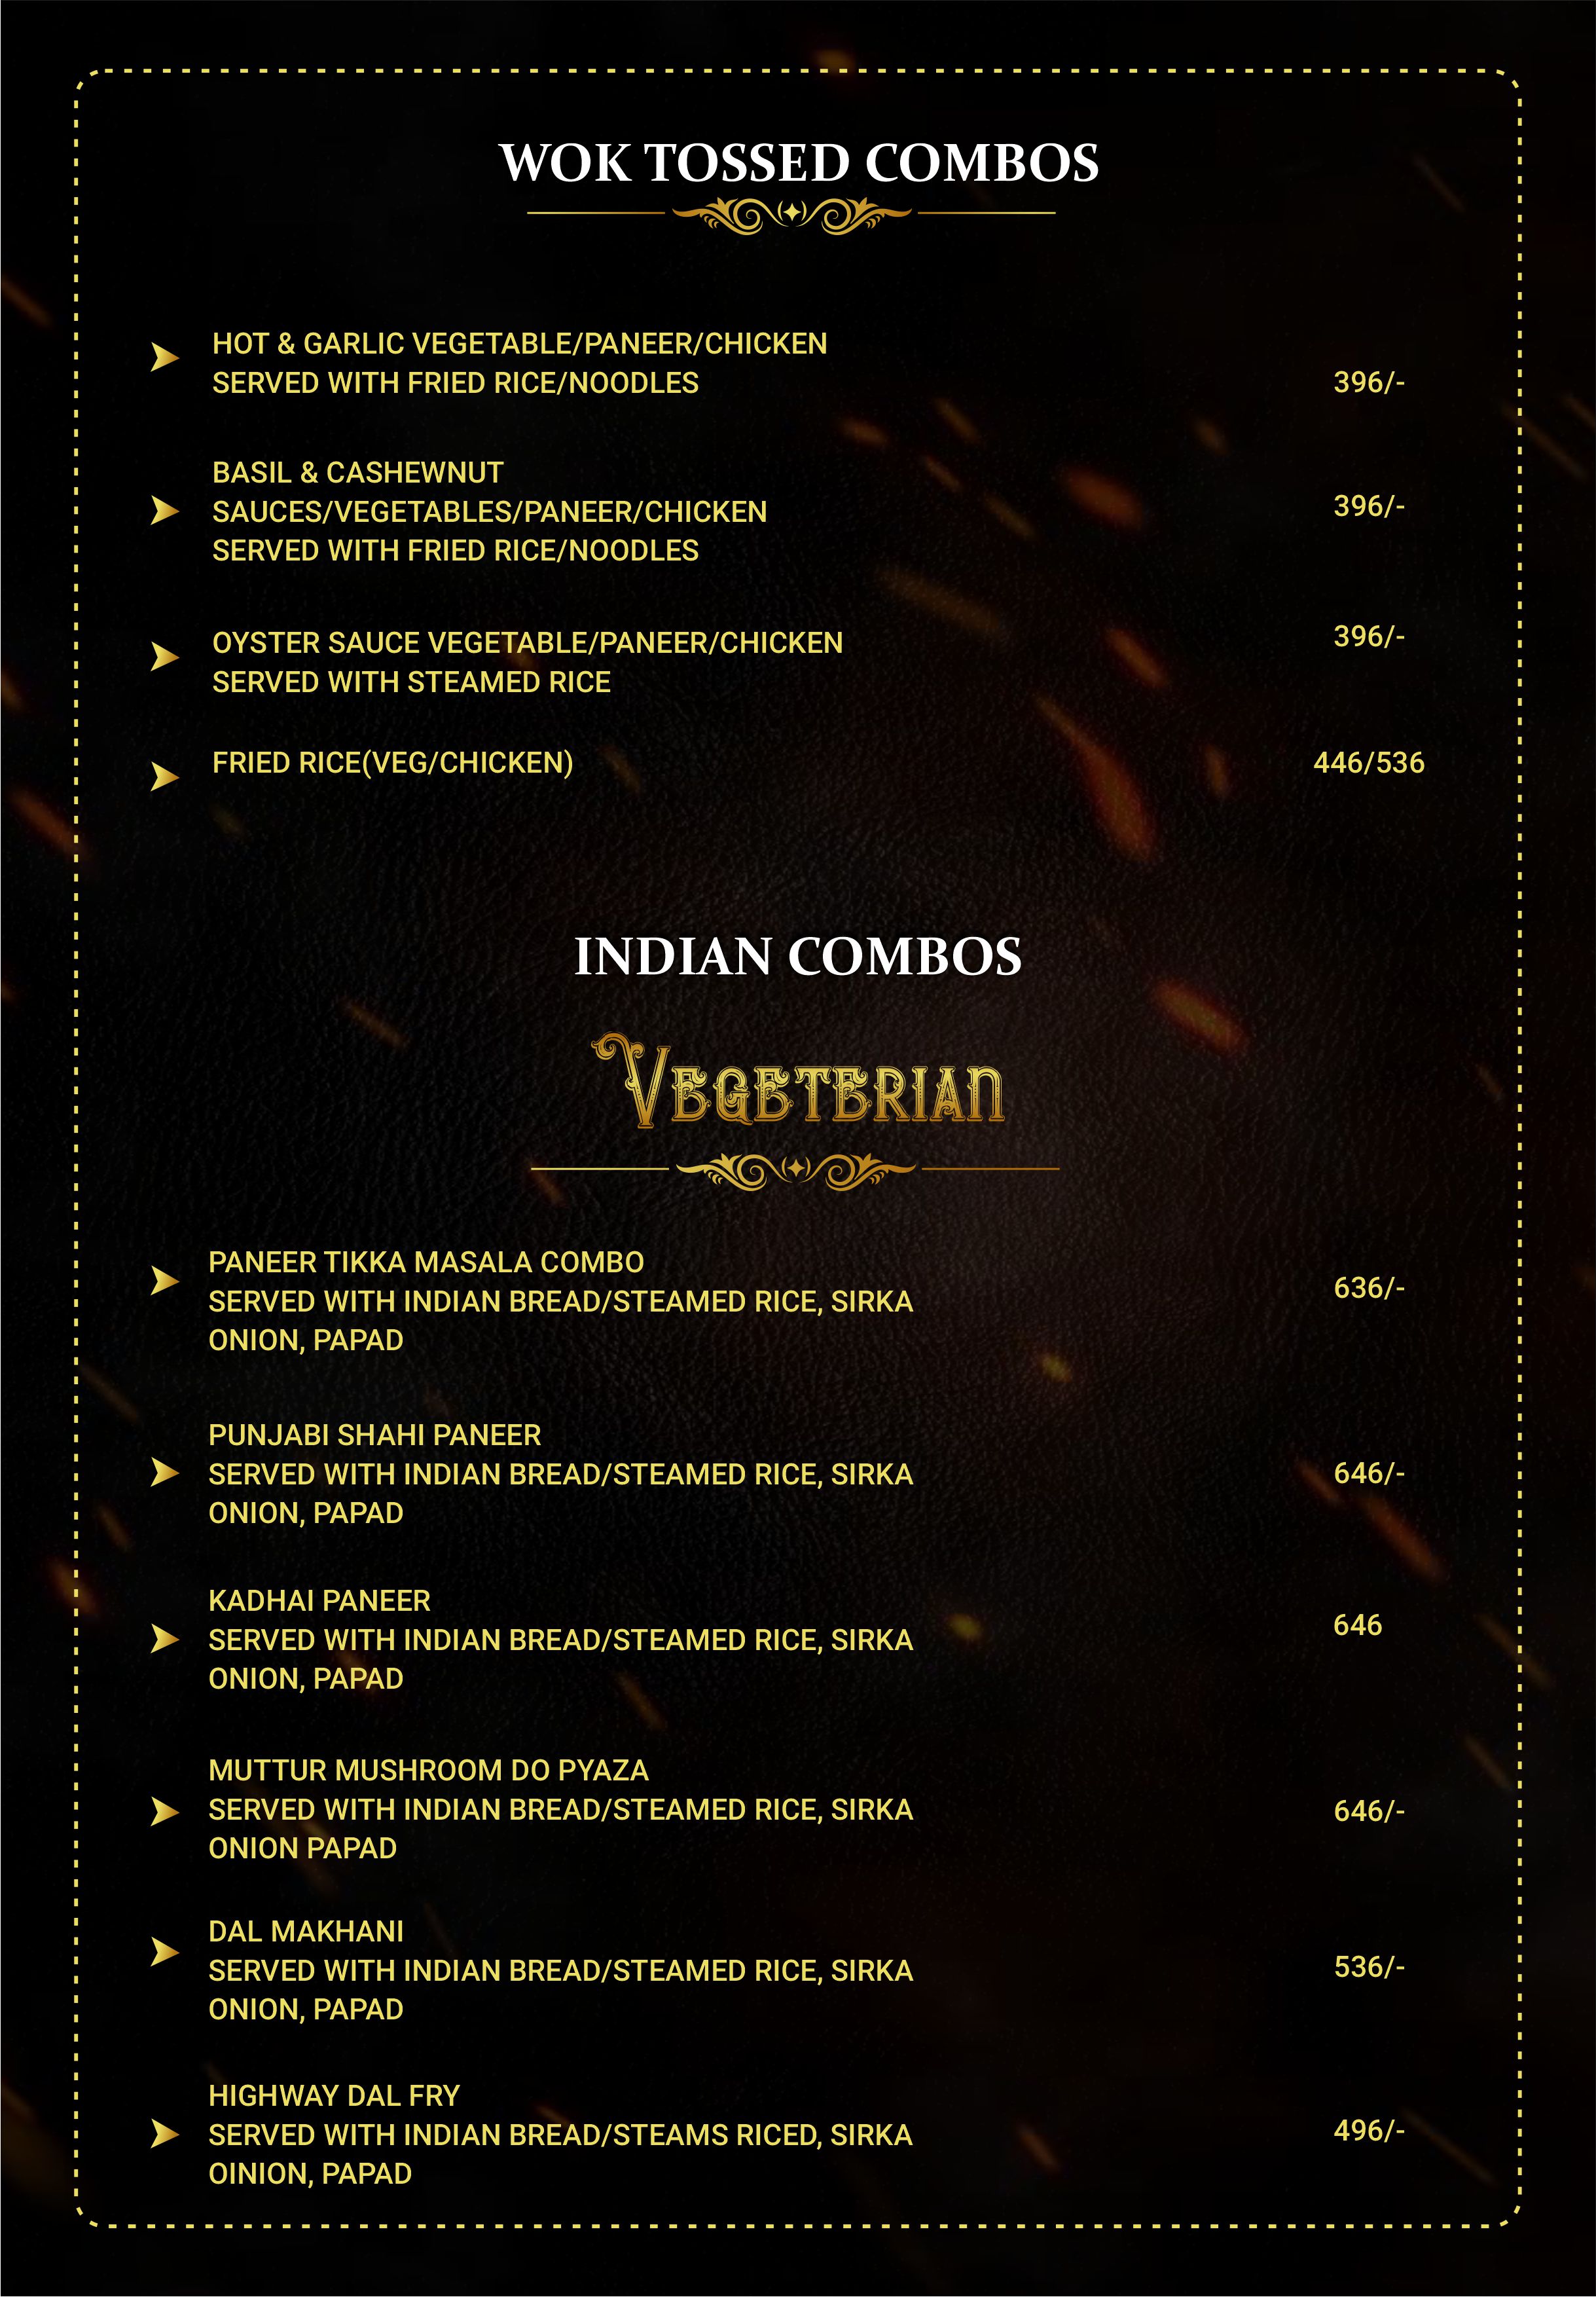 WOK TOSSED COMBOS
HOT & GARLIC VEGETABLE/PANEER/CHICKEN
SERVED WITH FRIED RICE/NOODLES
396/-
BASIL & CASHEWNUT
SAUCES/VEGETABLES/PANEER/CHICKEN
SERVED WITH FRIED RICE/NOODLES
396/-
OYSTER SAUCE VEGETABLE/PANEER/CHICKEN
SERVED WITH STEAMED RICE
396/-
FRIED RICE(VEG/CHICKEN)
446/536
INDIAN COMBOS
VEGETERIAN
PANEER TIKKA MASALA COMBO
SERVED WITH INDIAN BREAD/STEAMED RICE, SIRKA
ONION, PAPAD
636/-
PUNJABI SHAHI PANEER
SERVED WITH INDIAN BREAD/STEAMED RICE, SIRKA
ONION, PAPAD
646/-
KADHAI PANEER
SERVED WITH INDIAN BREAD/STEAMED RICE, SIRKA
ONION, PAPAD
646
MUTTUR MUSHROOM DO PYAZA
SERVED WITH INDIAN BREAD/STEAMED RICE, SIRKA
ONION PAPAD
646/-
DAL MAKHANI
SERVED WITH INDIAN BREAD/STEAMED RICE, SIRKA
ONION, PAPAD
536/-
HIGHWAY DAL FRY
SERVED WITH INDIAN BREAD/STEAMS RICED, SIRKA
OINION, PAPAD
496/-